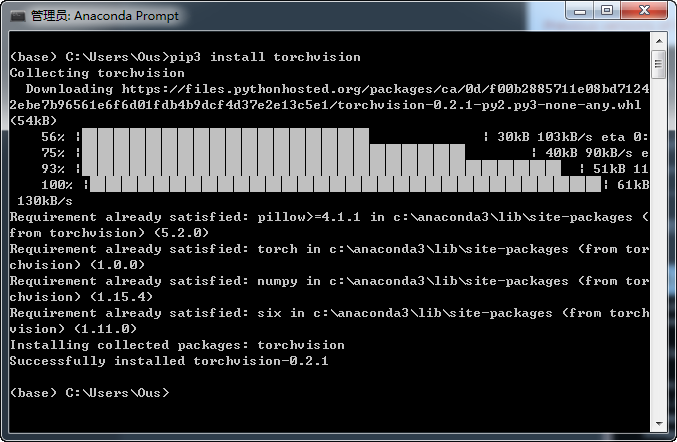 管理员: Anaconda Prompt
(base) C:\Users\Ous>pip3 install torchvision
Collecting torchvision
  Downloading https://files.pythonhosted.org/packages/ca/0d/f00b2885711e08bd7124
2ebe7b96561e6f6d01fdb4b9dcf4d37e2e13c5e1/torchvision-0.2.1-py2.py3-none-any.whl
(54kB)
    56% |                | 30kB 103kB/s eta 0:
    75% |                | 40kB 90kB/s e
    93% |                | 51kB 11
    100% |                | 61kB
 130kB/s
Requirement already satisfied: pillow>=4.1.1 in c:\anaconda3\lib\site-packages (
from torchvision) (5.2.0)
Requirement already satisfied: torch in c:\anaconda3\lib\site-packages (from tor
chvision) (1.0.0)
Requirement already satisfied: numpy in c:\anaconda3\lib\site-packages (from tor
chvision) (1.15.4)
Requirement already satisfied: six in c:\anaconda3\lib\site-packages (from torch
vision) (1.11.0)
Installing collected packages: torchvision
Successfully installed torchvision-0.2.1
(base) C:\Users\Ous>